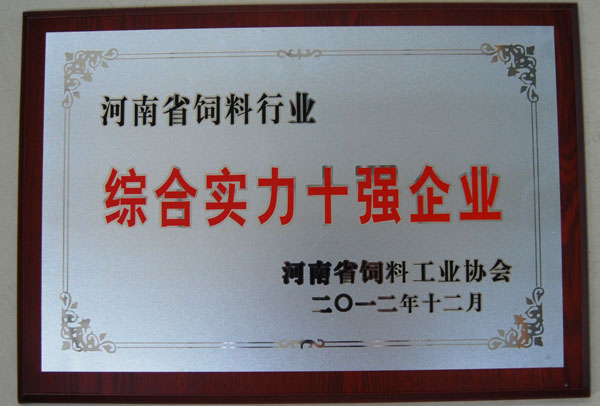 河南省饲料行业
综合实力十强企业
河南省饲料工业协会
二〇一二年十二月